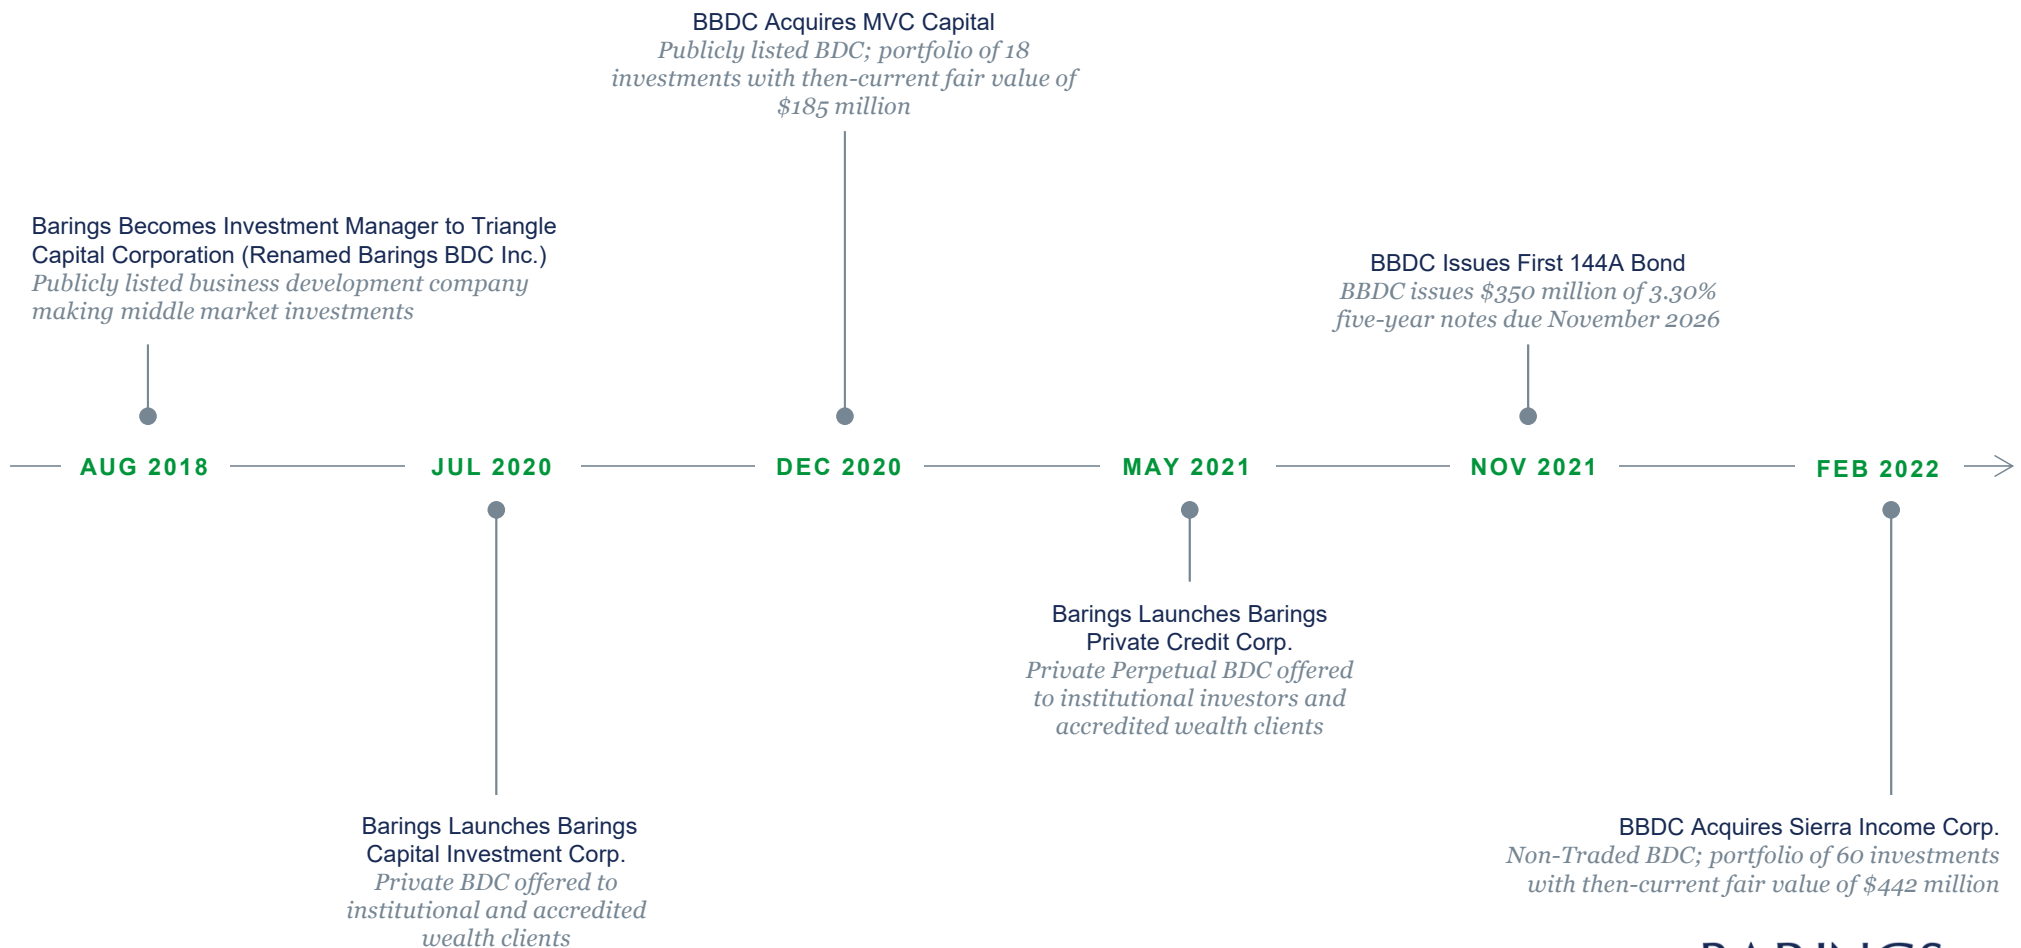 BBDC Acquires MVC Capital
Publicly listed BDC; portfolio of 18
investments with then-current fair value of
$185 million
Barings Becomes Investment Manager to Triangle
Capital Corporation (Renamed Barings BDC Inc.)
Publicly listed business development company
making middle market investments
BBDC Issues First 144A Bond
BBDC issues $350 million of 3.30%
five-year notes due November 2026
AUG 2018
JUL 2020
DEC 2020
MAY 2021
NOV 2021
FEB 2022
Barings Launches Barings
Private Credit Corp.
Private Perpetual BDC offered
to institutional investors and
accredited wealth clients
Barings Launches Barings
Capital Investment Corp.
Private BDC offered to
institutional and accredited
wealth clients
BBDC Acquires Sierra Income Corp.
Non-Traded BDC; portfolio of 60 investments
with then-current fair value of $442 million